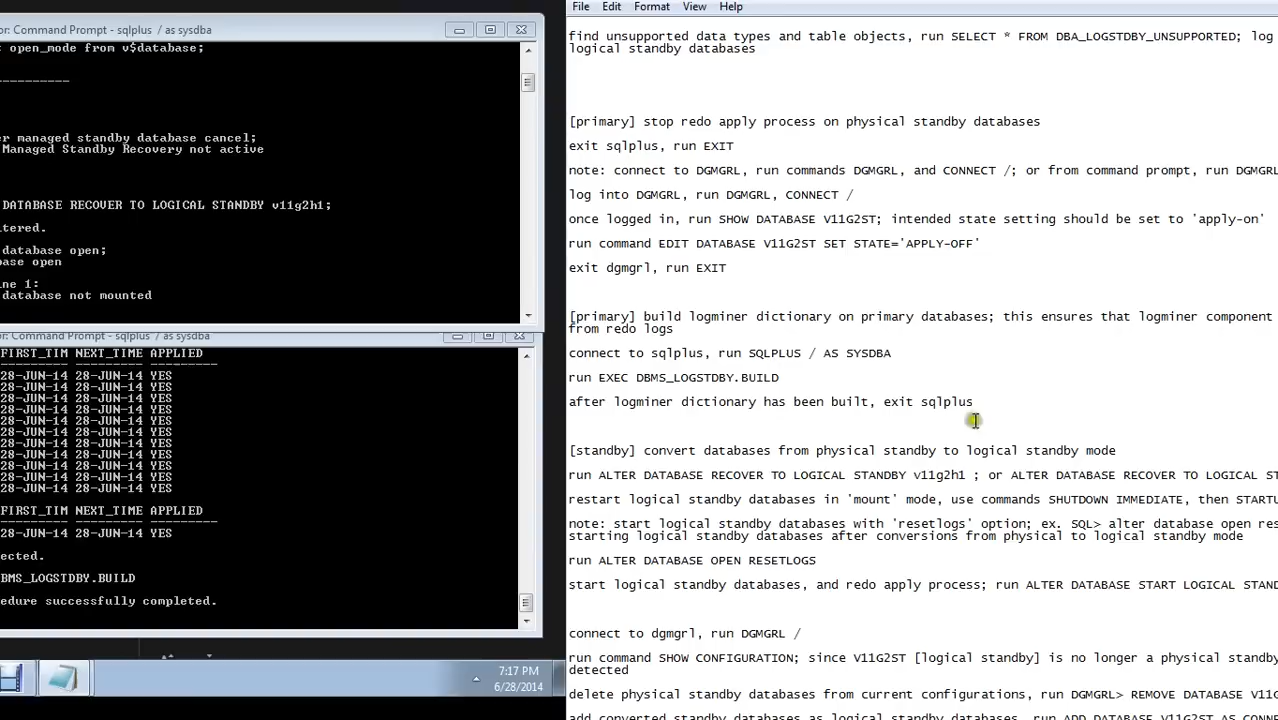 or: Command Prompt - sqlplus / as sysdba
open_mode from v$database;
----------
er managed standby database cancel;
Managed Standby Recovery not active
DATABASE RECOVER TO LOGICAL STANDBY v11g2h1;
ltered.
database open;
base open
ine 1:
database not mounted
or: Command Prompt - sqlplus / as sysdba
FIRST_TIM NEXT_TIME APPLIED
--------- --------- ---------
28-JUN-14 28-JUN-14 YES
28-JUN-14 28-JUN-14 YES
28-JUN-14 28-JUN-14 YES
28-JUN-14 28-JUN-14 YES
28-JUN-14 28-JUN-14 YES
28-JUN-14 28-JUN-14 YES
28-JUN-14 28-JUN-14 YES
28-JUN-14 28-JUN-14 YES
28-JUN-14 28-JUN-14 YES
28-JUN-14 28-JUN-14 YES
28-JUN-14 28-JUN-14 YES
FIRST_TIM NEXT_TIME APPLIED
--------- --------- ---------
28-JUN-14 28-JUN-14 YES
ected.
BMS_LOGSTDBY.BUILD
edure successfully completed.
7:17 PM
6/28/2014
File Edit Format View Help
find unsupported data types and table objects, run SELECT * FROM DBA_LOGSTDBY_UNSUPPORTED; log
logical standby databases
[primary] stop redo apply process on physical standby databases
exit sqlplus, run EXIT
note: connect to DGMGRL, run commands DGMGRL, and CONNECT /; or from command prompt, run DGMGRL
log into DGMGRL, run DGMGRL, CONNECT /
once logged in, run SHOW DATABASE V11G2ST; intended state setting should be set to 'apply-on'
run command EDIT DATABASE V11G2ST SET STATE='APPLY-OFF'
exit dgmgrl, run EXIT
[primary] build logminer dictionary on primary databases; this ensures that logminer component
from redo logs
connect to sqlplus, run SQLPLUS / AS SYSDBA
run EXEC DBMS_LOGSTDBY.BUILD
after logminer dictionary has been built, exit sqlplus
[standby] convert databases from physical standby to logical standby mode
run ALTER DATABASE RECOVER TO LOGICAL STANDBY v11g2h1 ; or ALTER DATABASE RECOVER TO LOGICAL ST
restart logical standby databases in 'mount' mode, use commands SHUTDOWN IMMEDIATE, then STARTU
note: start logical standby databases with 'resetlogs' option; ex. SQL> alter database open res
starting logical standby databases after conversions from physical to logical standby mode
run ALTER DATABASE OPEN RESETLOGS
start logical standby databases, and redo apply process; run ALTER DATABASE START LOGICAL STAND
connect to dgmgrl, run DGMGRL /
run command SHOW CONFIGURATION; since V11G2ST [logical standby] is no longer a physical standby
detected
delete physical standby databases from current configurations, run DGMGRL> REMOVE DATABASE V11G
add converted standby databases as logical standby databases, run ADD DATABASE V11G2ST AS CON